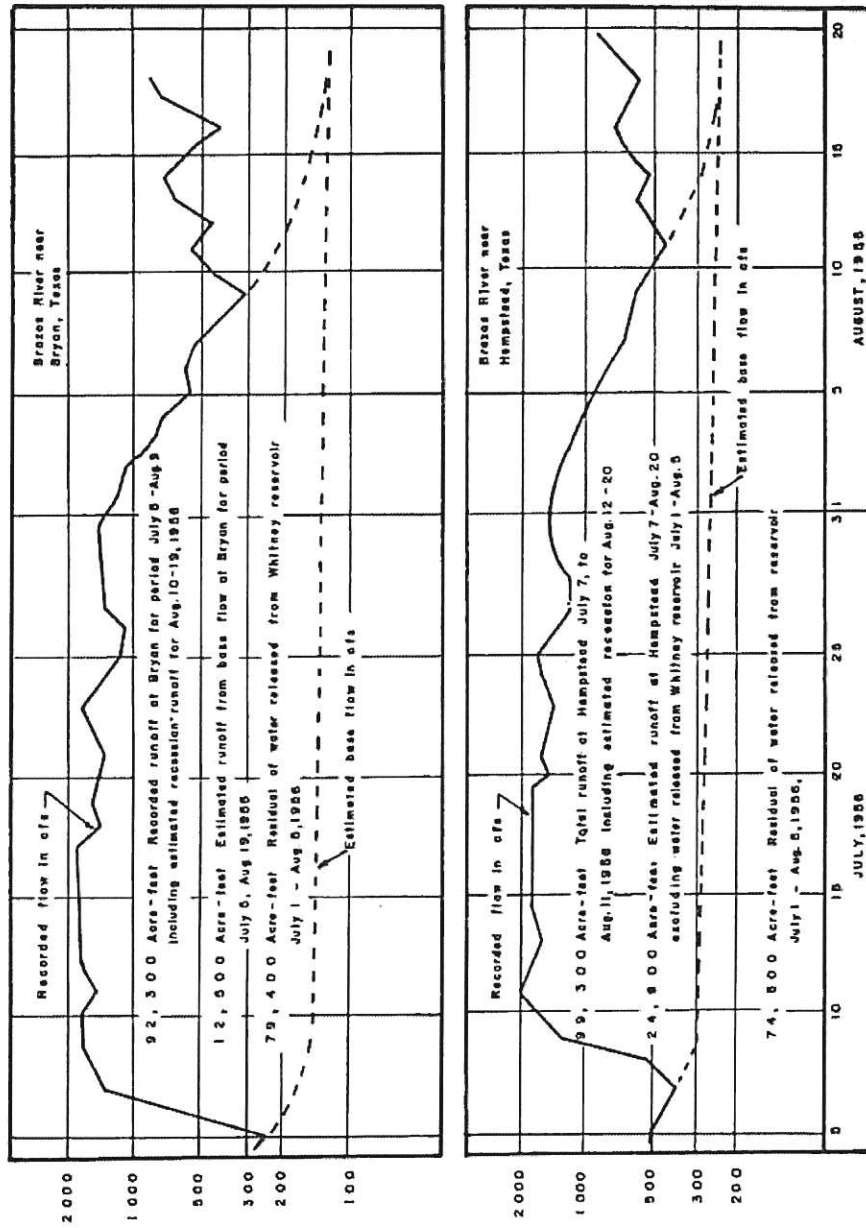 Brazos River near
Bryan, Texas
Recorded flow in cfs
92, 300 Acre-feet Recorded runoff at Bryan for period July 5 - Aug. 9
including estimated recession runoff for Aug. 10-19, 1956
12, 500 Acre-feet Estimated runoff from base flow at Bryan for period
July 5, Aug 19, 1956
79, 400 Acre-feet Residual of water released from Whitney reservoir
July 1 - Aug 5, 1956
Estimated base flow in cfs
2000
1000
500
300
200
100
Brazos River near
Hempstead, Texas
Recorded flow in cfs
99, 300 Acre-feet Total runoff at Hempstead July 7, to
Aug. 11, 1956 including estimated recession for Aug. 12-20
24, 800 Acre-feet Estimated runoff at Hempstead July 7-Aug. 20
excluding water released from Whitney reservoir July 1-Aug. 5
74, 500 Acre-feet Residual of water released from reservoir
July 1 - Aug. 5, 1956,
Estimated base flow in cfs
2000
1000
500
300
200
5
10
15
20
25
31
5
10
15
20
JULY, 1956
AUGUST, 1956